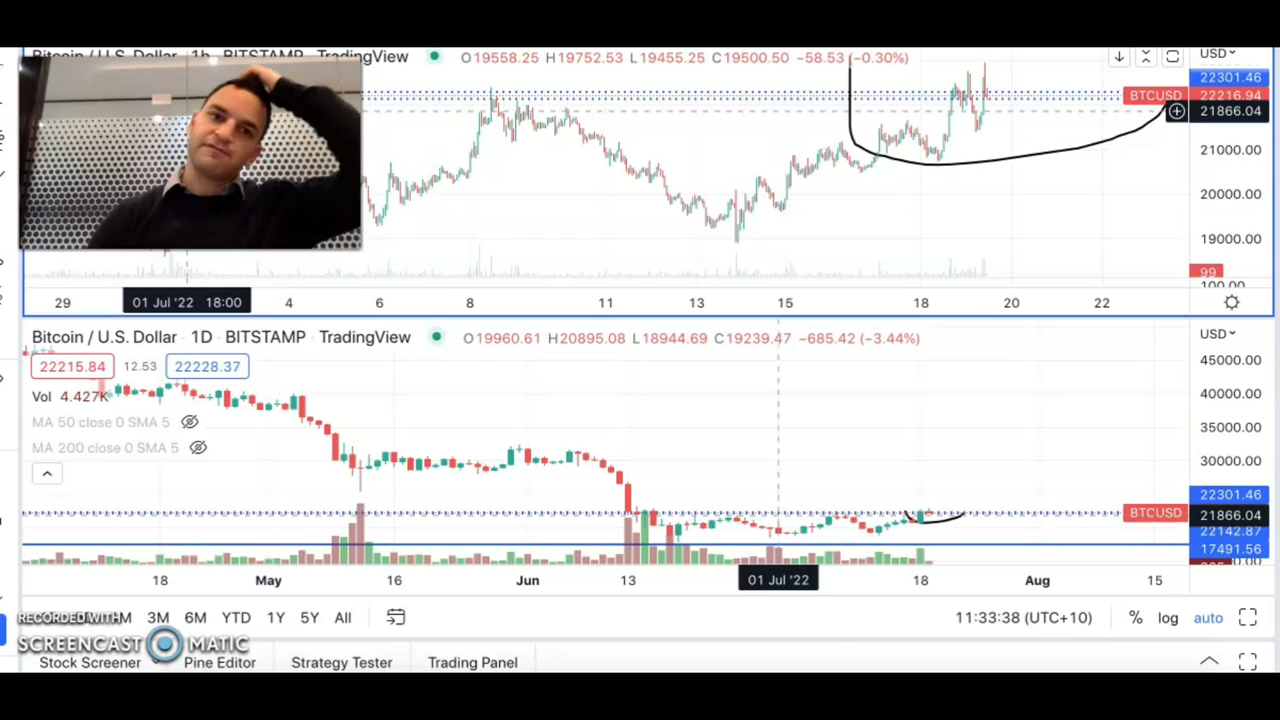 Bitcoin / U.S. Dollar 1h BITSTAMP TradingView O19558.25 H19752.53 L19455.25 C19500.50 −58.53 (−0.30%) USD
22301.46
BTCUSD 22216.94
21866.04
21000.00
20000.00
19000.00
99
100.00
29 01 Jul '22 18:00 4 6 8 11 13 15 18 20 22
Bitcoin / U.S. Dollar 1D BITSTAMP TradingView O19960.61 H20895.08 L18944.69 C19239.47 −685.42 (−3.44%) USD
45000.00
22215.84 12.53 22228.37
40000.00
Vol 4.427K
MA 50 close 0 SMA 5
35000.00
MA 200 close 0 SMA 5
30000.00
22301.46
BTCUSD 21866.04
22142.87
17491.56
18 May 16 Jun 13 01 Jul '22 18 Aug 15
RECORDED WITH
3M 6M YTD 1Y 5Y All 11:33:38 (UTC+10) % log auto
SCREENCAST MATIC
Stock Screener Pine Editor Strategy Tester Trading Panel